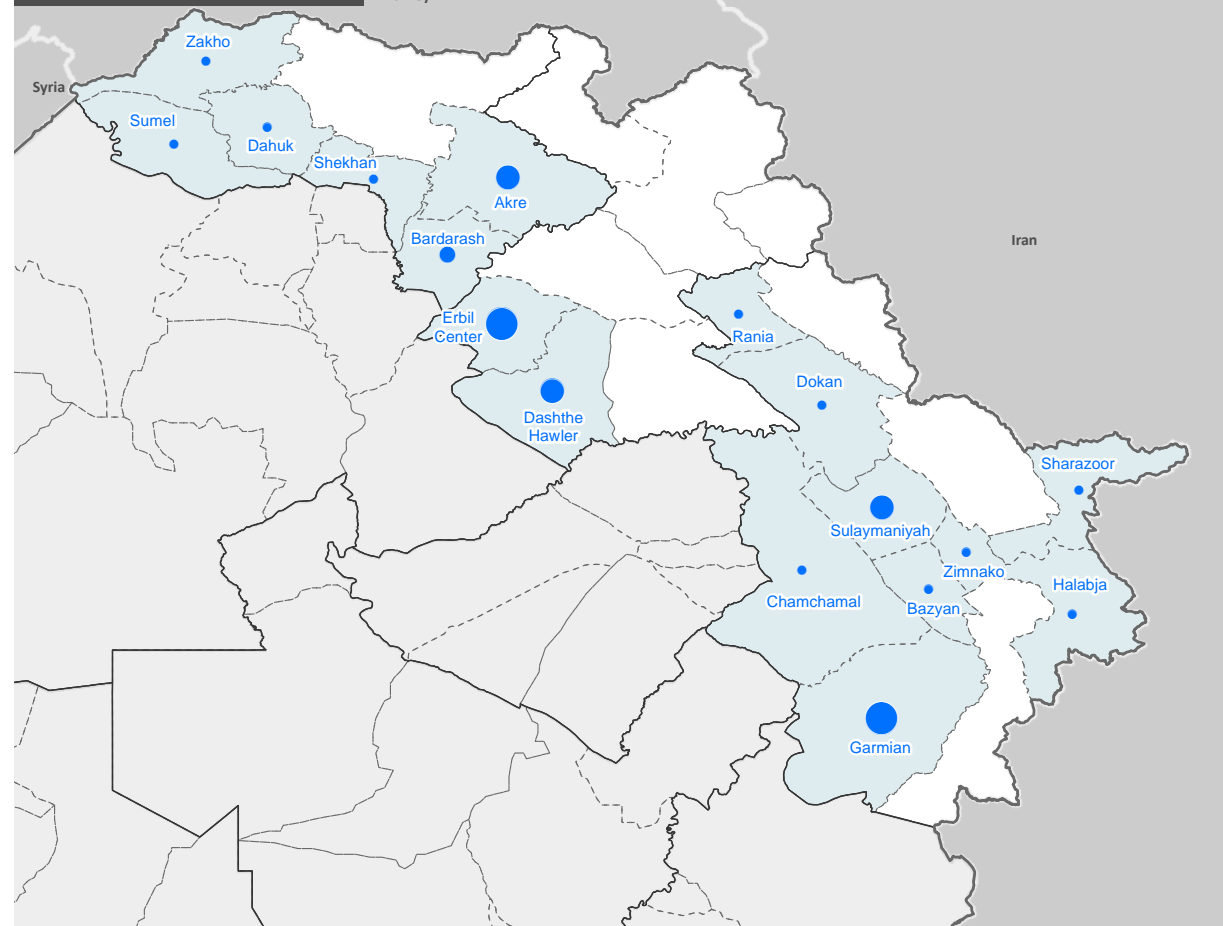 Zakho
Syria
Sumel
Dahuk
Shekhan
Akre
Bardarash
Iran
Erbil
Center
Rania
Dokan
Dashthe
Hawler
Sharazoor
Sulaymaniyah
Zimnako
Halabja
Chamchamal
Bazyan
Garmian